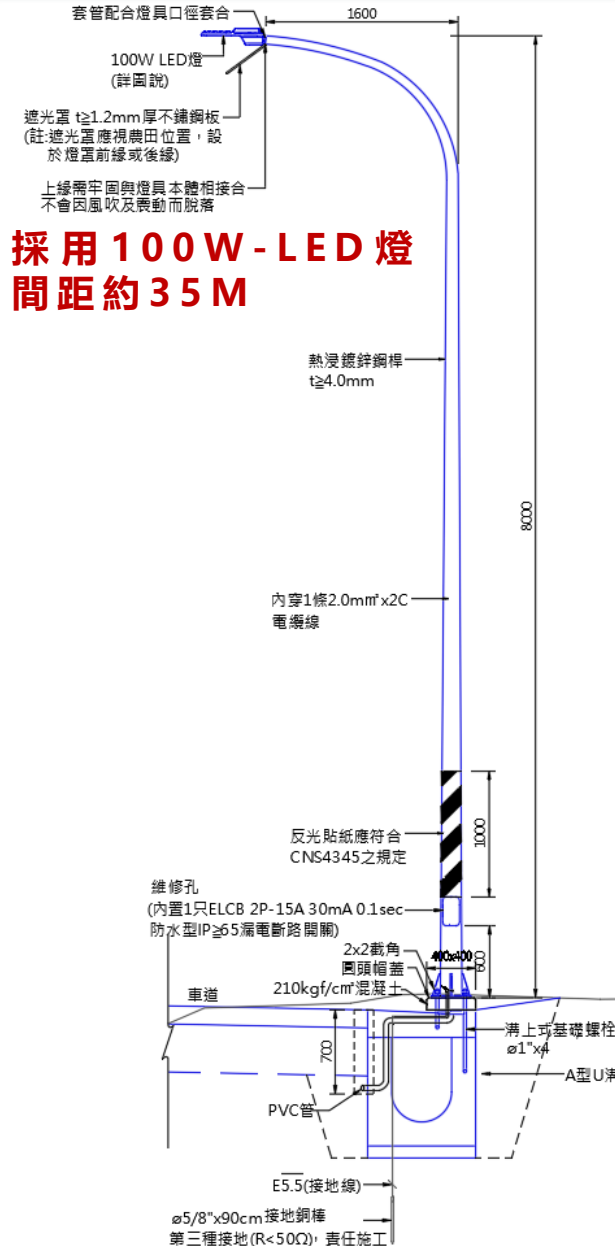 套管配合燈具口徑套合
1600
100W LED燈
(詳圖說)
遮光罩 t≧1.2mm厚不鏽鋼板
(註:遮光罩應視農田位置，設
於燈罩前緣或後緣)
上緣需牢固與燈具本體相接合
不會因風吹及震動而脫落
採用100W-LED燈
間距約35M
熱浸鍍鋅鋼桿
t≧4.0mm
8000
內穿1條2.0mm²x2C
電纜線
1000
反光貼紙應符合
CNS4345之規定
維修孔
(內置1只ELCB 2P-15A 30mA 0.1sec
防水型IP≧65漏電斷路開關)
600
2x2截角
400x400
圓頭帽蓋
210kgf/cm²混凝土
車道
溝上式基礎螺栓
ø1"x4
700
A型U溝
PVC管
E5.5(接地線)
ø5/8"x90cm接地銅棒
第三種接地(R<50Ω)，責任施工